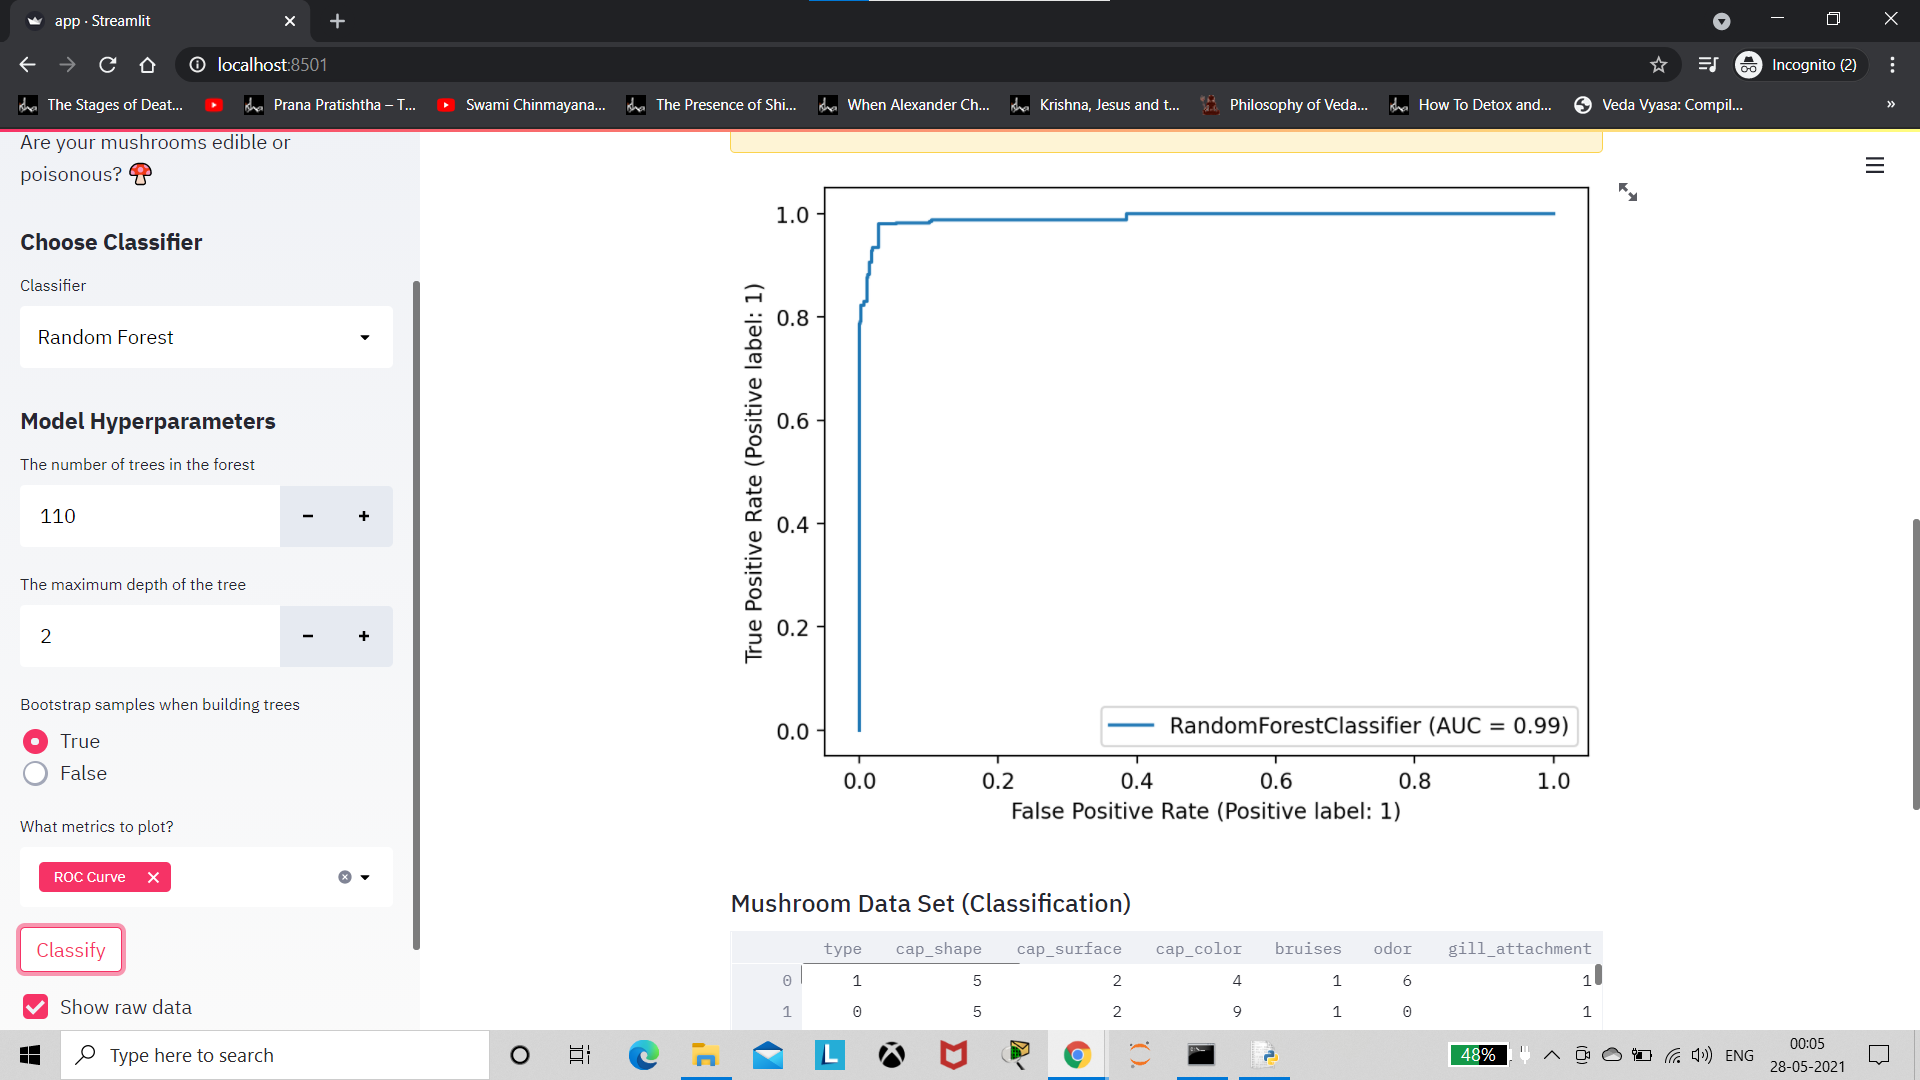 app · Streamlit
localhost:8501
Incognito (2)
The Stages of Deat...
Prana Pratishtha – T...
Swami Chinmayana...
The Presence of Shi...
When Alexander Ch...
Krishna, Jesus and t...
Philosophy of Veda...
How To Detox and...
Veda Vyasa: Compil...
»
Are your mushrooms edible or
poisonous? 🍄
Choose Classifier
Classifier
Random Forest
Model Hyperparameters
The number of trees in the forest
110
The maximum depth of the tree
2
Bootstrap samples when building trees
True
False
What metrics to plot?
ROC Curve
Classify
Show raw data
1.0
0.8
0.6
0.4
0.2
0.0
True Positive Rate (Positive label: 1)
RandomForestClassifier (AUC = 0.99)
0.0 0.2 0.4 0.6 0.8 1.0
False Positive Rate (Positive label: 1)
Mushroom Data Set (Classification)
type cap_shape cap_surface cap_color bruises odor gill_attachment
0 1 5 2 4 1 6 1
1 0 5 2 9 1 0 1
Type here to search
L
48%
ENG
00:05
28-05-2021